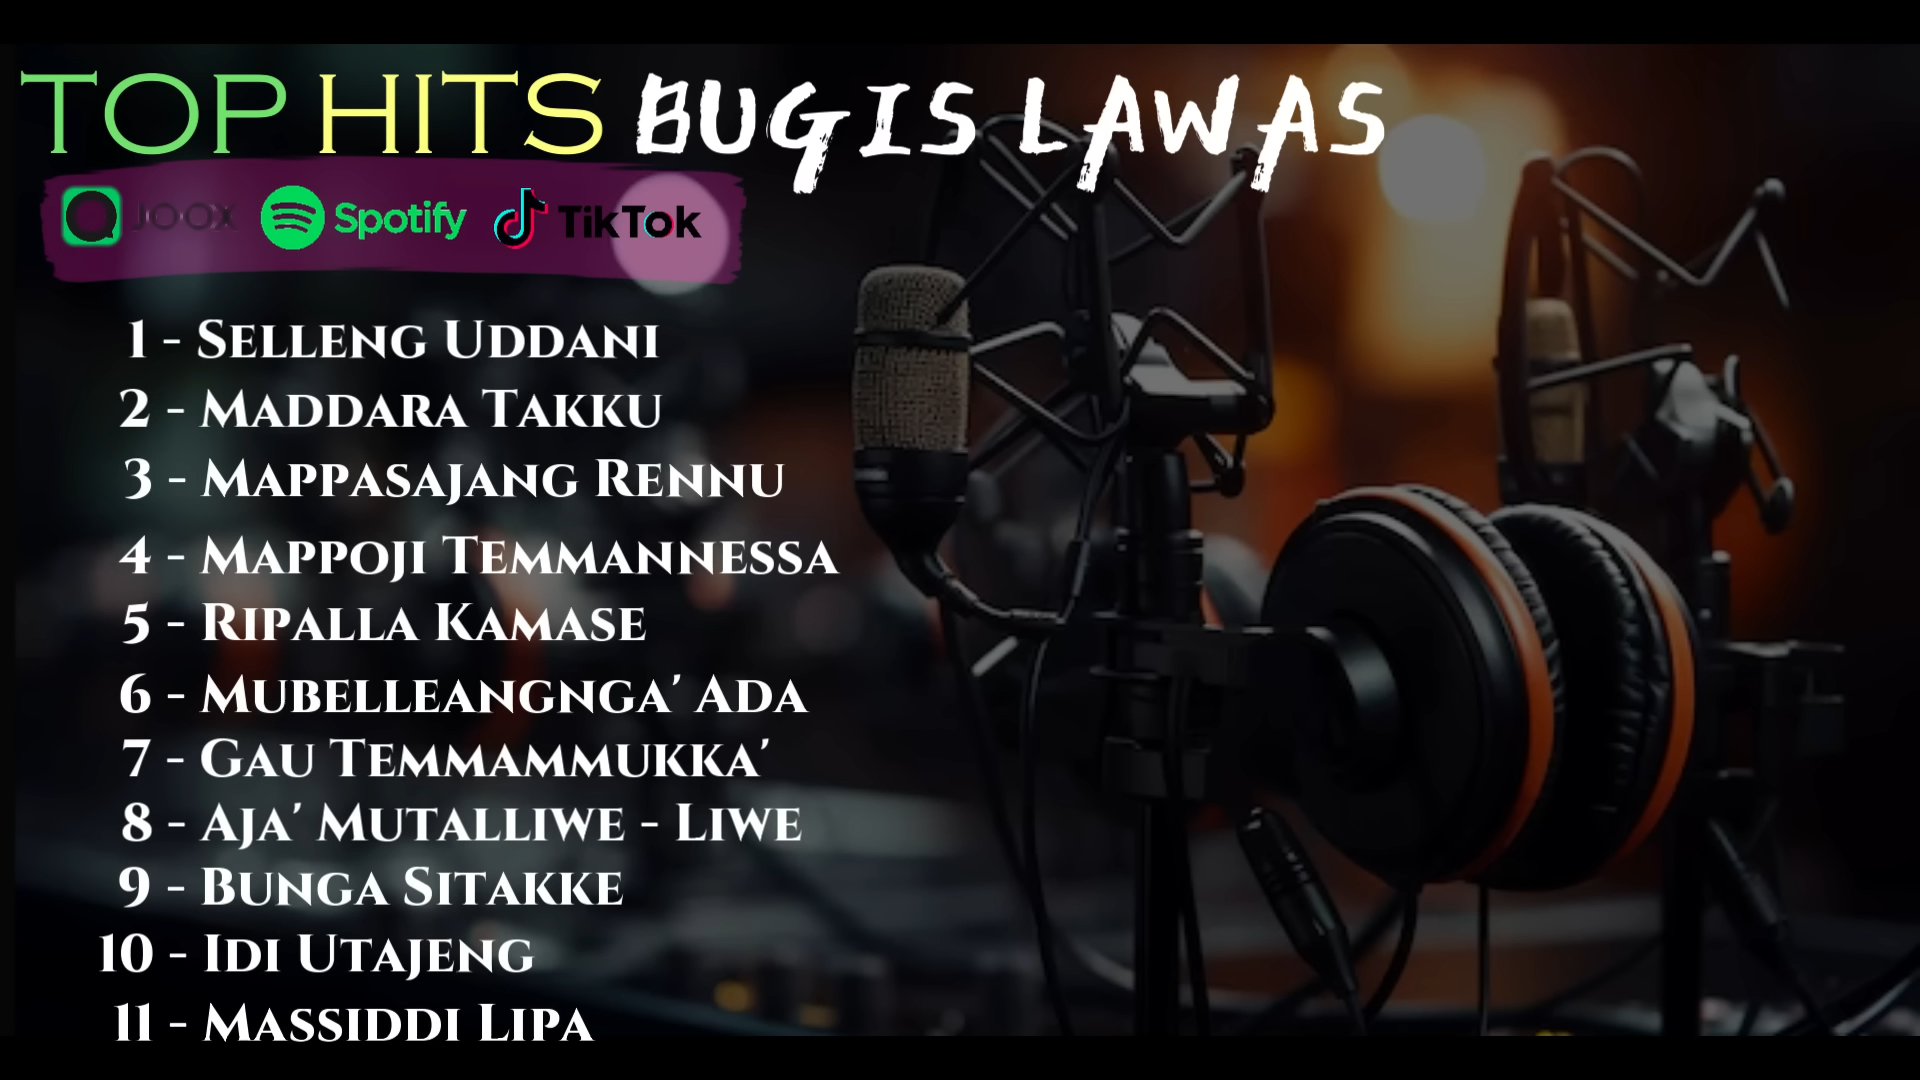 TOP HITS BUGIS LAWAS
JOOX Spotify TikTok
1 - Selleng Uddani
2 - Maddara Takku
3 - Mappasajang Rennu
4 - Mappoji Temmannessa
5 - Ripalla Kamase
6 - Mubelleangnga' Ada
7 - Gau Temmammukka'
8 - Aja' Mutalliwe - Liwe
9 - Bunga Sitakke
10 - Idi Utajeng
11 - Massiddi Lipa